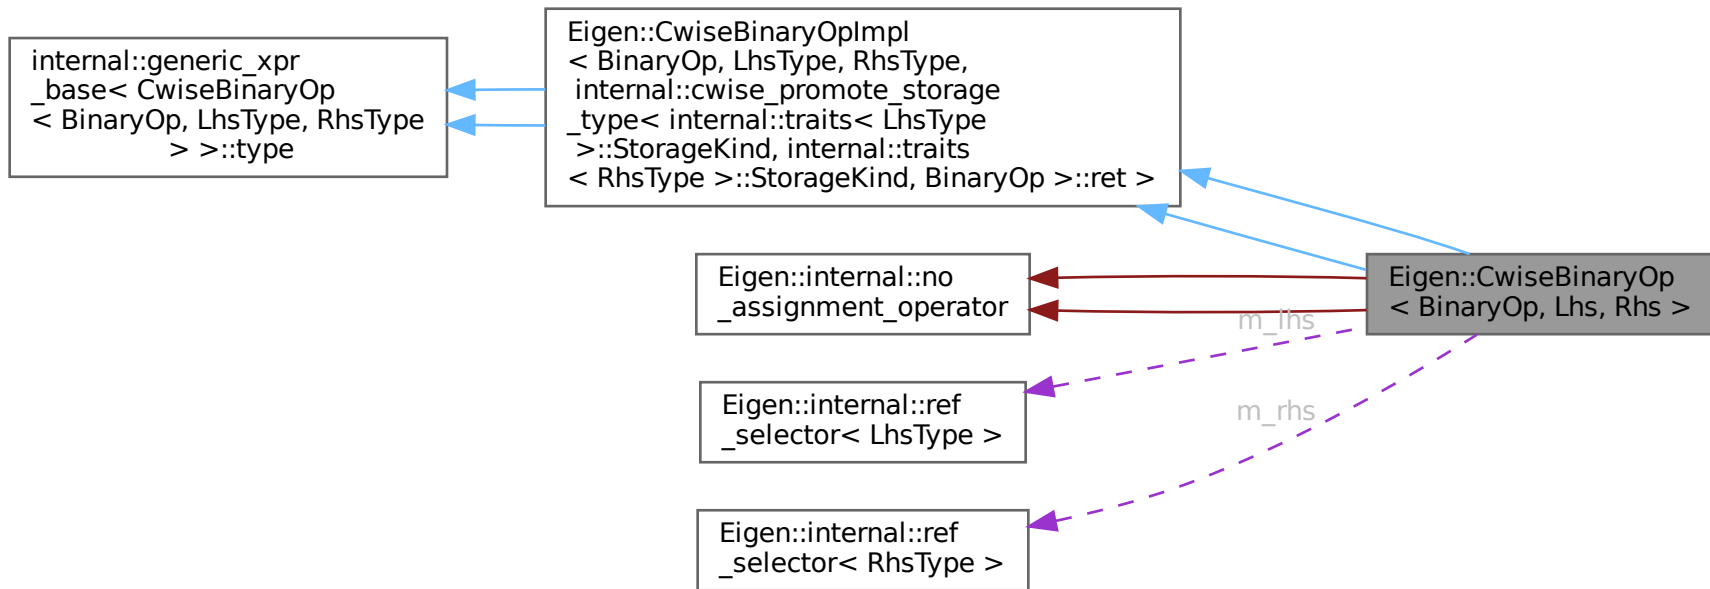 internal::generic_xpr
_base< CwiseBinaryOp
< BinaryOp, LhsType, RhsType
> >::type
Eigen::CwiseBinaryOpImpl
< BinaryOp, LhsType, RhsType,
internal::cwise_promote_storage
_type< internal::traits< LhsType
>::StorageKind, internal::traits
< RhsType >::StorageKind, BinaryOp >::ret >
Eigen::internal::no
_assignment_operator
Eigen::CwiseBinaryOp
< BinaryOp, Lhs, Rhs >
m_lhs
Eigen::internal::ref
_selector< LhsType >
m_rhs
Eigen::internal::ref
_selector< RhsType >